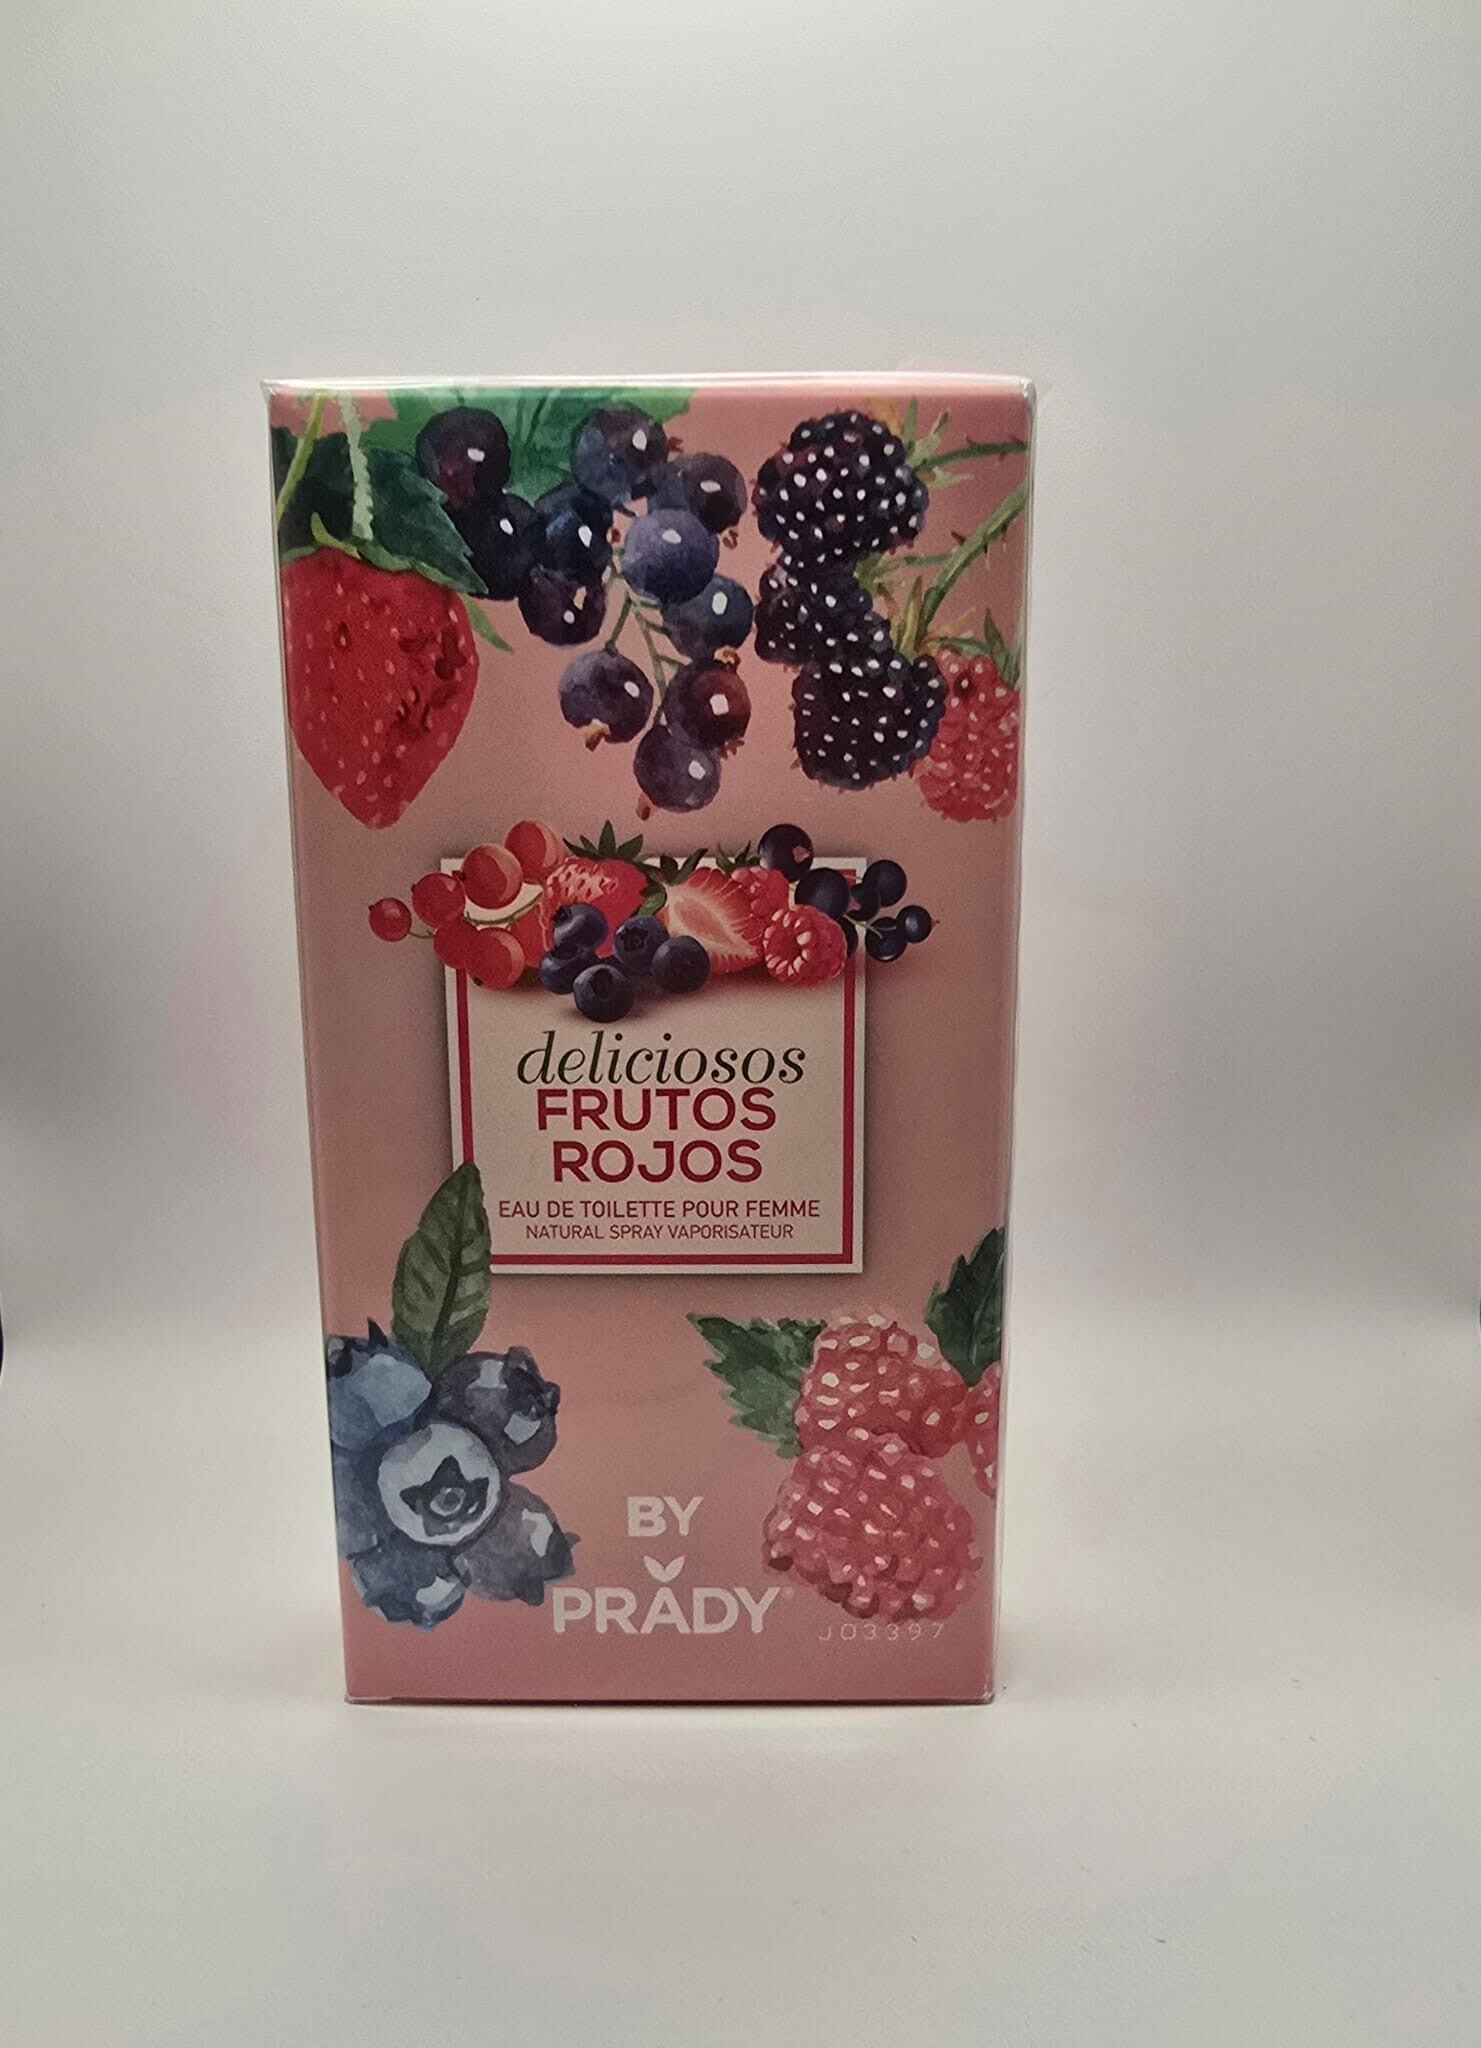 deliciosos
FRUTOS
ROJOS
EAU DE TOILETTE POUR FEMME
NATURAL SPRAY VAPORISATEUR
BY
PRADY®
J03397